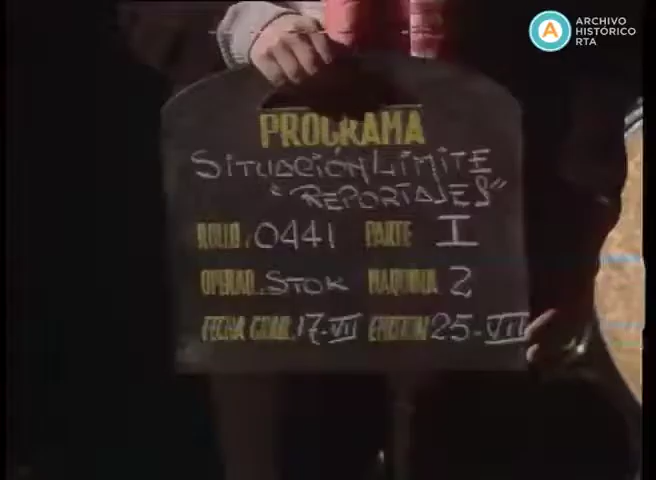 ARCHIVO
HISTÓRICO
RTA
PROGRAMA
SITUACIÓN LIMITE
"REPORTAJES"
ROLLO. 0441 PARTE I
OPERAD. STOK MAQUINA 2
FECHA GRAB. 17-VII EMISION 25-VII